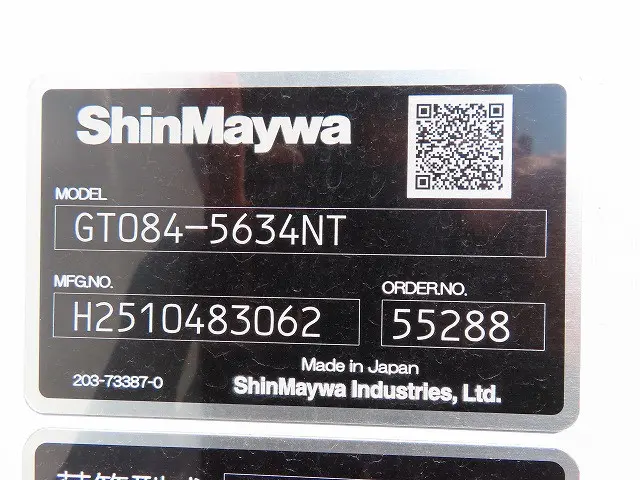 ShinMaywa
MODEL
GT084-5634NT
MFG.NO.
H2510483062
ORDER.NO.
55288
Made in Japan
203-73387-0
ShinMaywa Industries, Ltd.